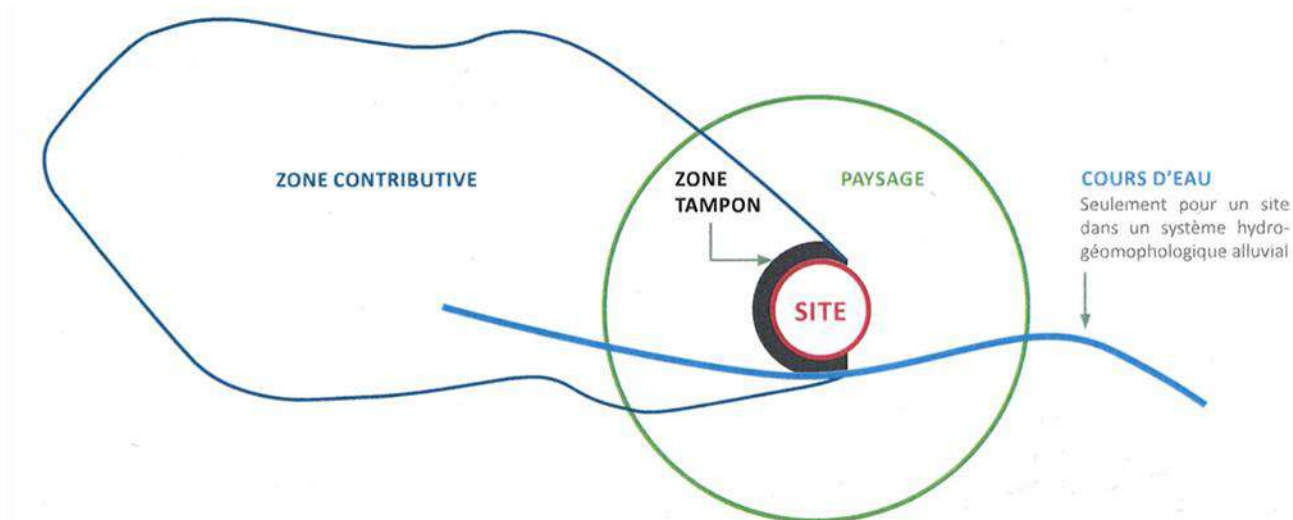 ZONE CONTRIBUTIVE
ZONE
TAMPON
PAYSAGE
SITE
COURS D'EAU
Seulement pour un site
dans un système hydro-
géomophologique alluvial